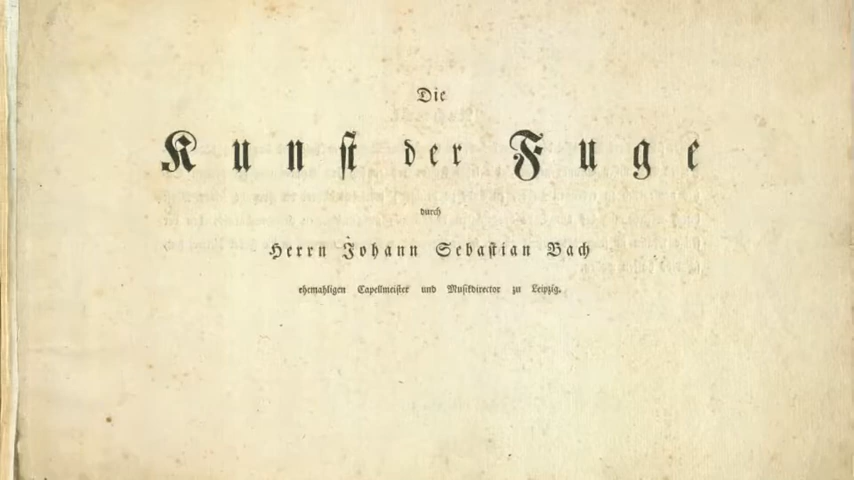 Die
Kunst der Fuge
durch
Herrn Johann Sebastian Bach
ehemahligen Capellmeister und Musikdirector zu Leipzig.